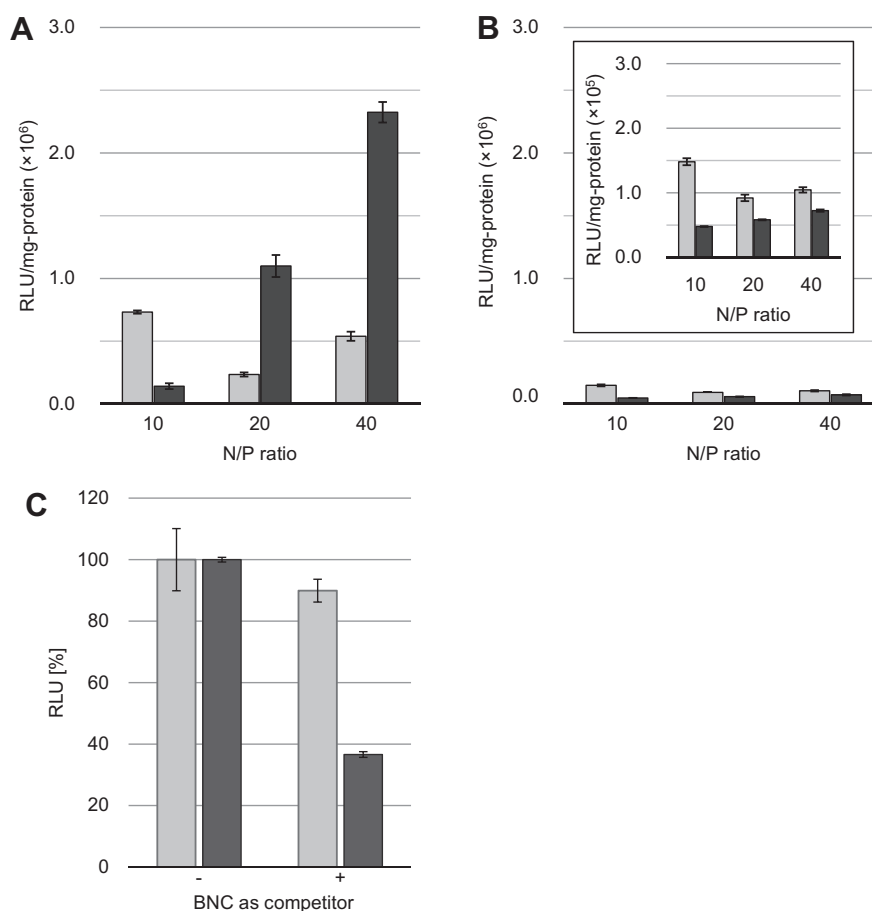 A
3.0
2.0
1.0
0.0
RLU/mg-protein (×10⁶)
10 20 40
N/P ratio
B
3.0
2.0
1.0
0.0
RLU/mg-protein (×10⁶)
3.0
2.0
1.0
0.0
RLU/mg-protein (×10⁵)
10 20 40
N/P ratio
10 20 40
N/P ratio
C
120
100
80
60
40
20
0
RLU [%]
- +
BNC as competitor